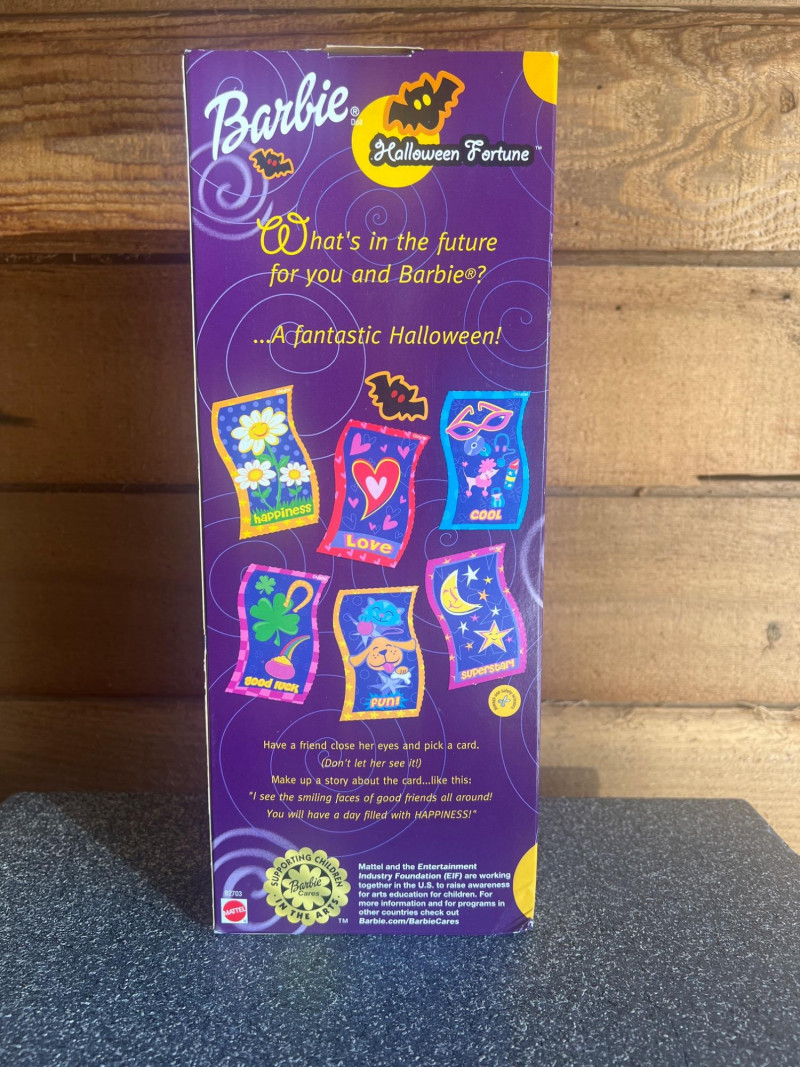 Barbie®
Doll
Halloween Fortune™
What's in the future
for you and Barbie®?
...A fantastic Halloween!
happiness
Love
COOL
good luck
fun!
superstar!
Have a friend close her eyes and pick a card.
(Don't let her see it!)
Make up a story about the card...like this:
"I see the smiling faces of good friends all around!
You will have a day filled with HAPPINESS!"
SUPPORTING CHILDREN
Barbie
Cares
IN THE ARTS
TM
Mattel and the Entertainment
Industry Foundation (EIF) are working
together in the U.S. to raise awareness
for arts education for children. For
more information and for programs in
other countries check out
Barbie.com/BarbieCares
MATTEL